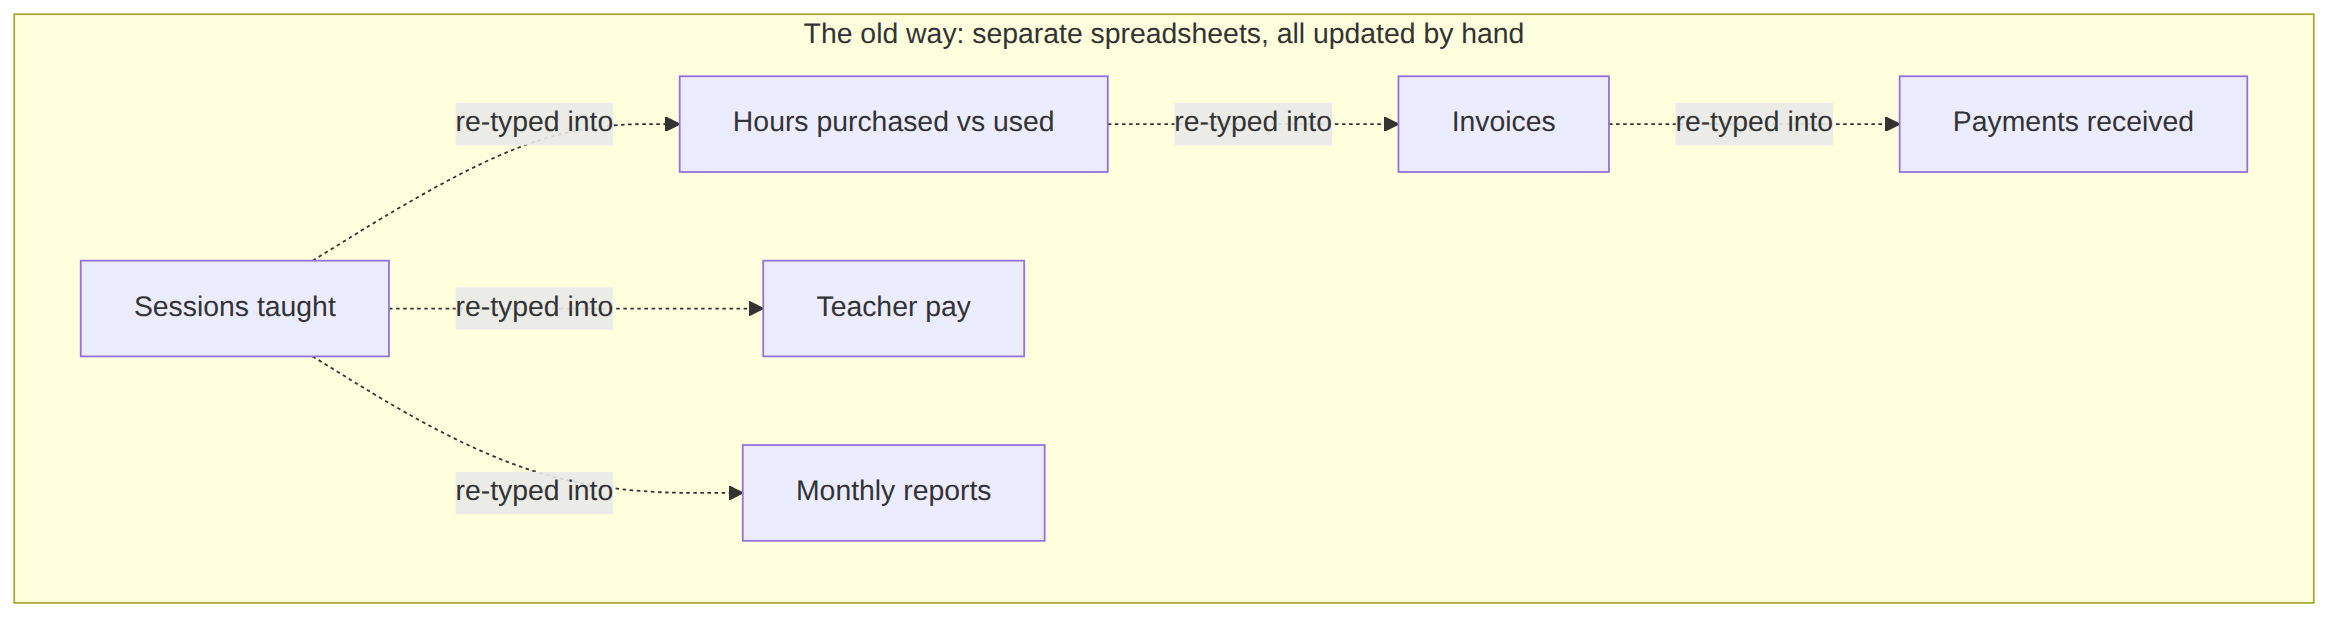 The old way: separate spreadsheets, all updated by hand
re-typed into
Hours purchased vs used
re-typed into
Invoices
re-typed into
Payments received
Sessions taught
re-typed into
Teacher pay
re-typed into
Monthly reports